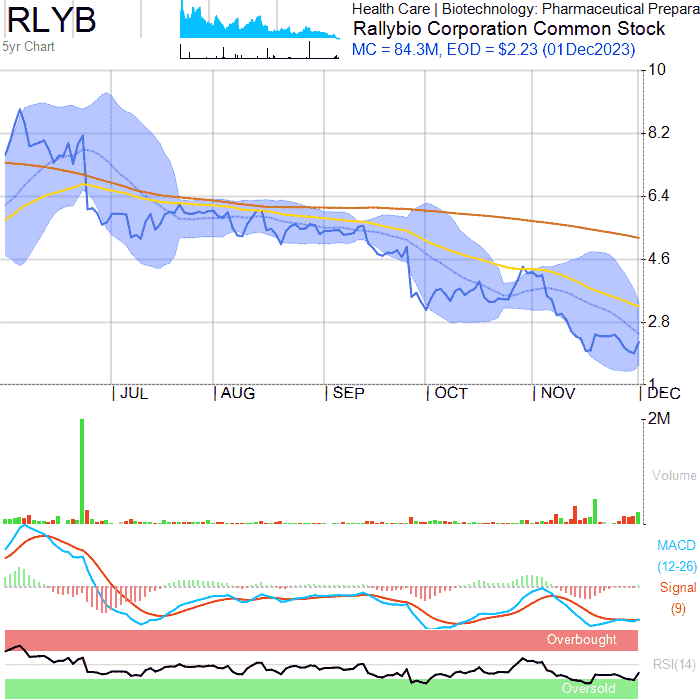 RLYB
5yr Chart
Health Care | Biotechnology: Pharmaceutical Prepara
Rallybio Corporation Common Stock
MC = 84.3M, EOD = $2.23 (01Dec2023)
10
8.2
6.4
4.6
2.8
1
JUL
AUG
SEP
OCT
NOV
DEC
2M
Volume
MACD
(12-26)
Signal
(9)
Overbought
RSI(14)
Oversold